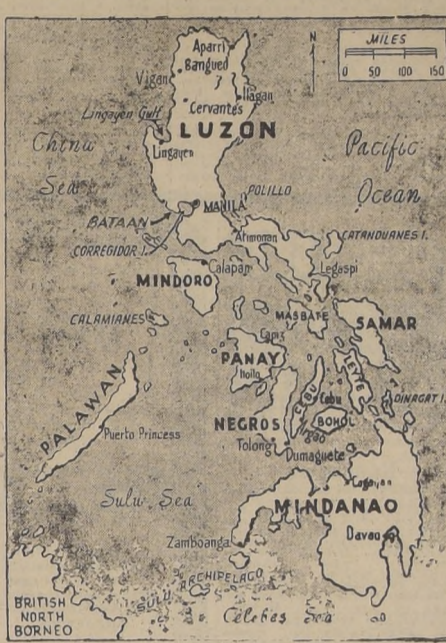 N
MILES
0 50 100 150
Aparri
Bangued
Vigan
Ilagan
Cervantes
Lingayen Gulf
LUZON
Lingayen
China
Sea
Pacific
Ocean
POLILLO
MANILA
BATAAN
CORREGIDOR I.
Atimonan
CATANDUANES I.
Legaspi
Calapan
MINDORO
CALAMIANES
MASBATE
SAMAR
Capiz
PANAY
Iloilo
LEYTE
CEBU
Cebu
BOHOL
DINAGAT I.
PALAWAN
Puerto Princess
NEGROS
Tolong
Dumaguete
Cagayan
Sulu Sea
MINDANAO
Davao
Zamboanga
SULU ARCHIPELAGO
BRITISH
NORTH
BORNEO
Celebes Sea